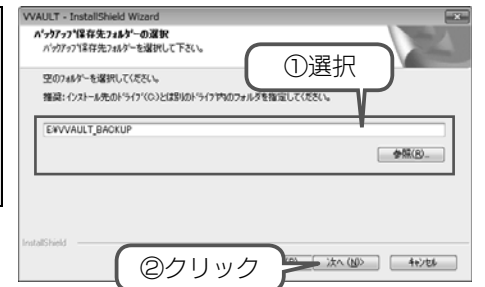 VVAULT - InstallShield Wizard
ﾊﾞｯｸｱｯﾌﾟ保存先ﾌｫﾙﾀﾞｰの選択
ﾊﾞｯｸｱｯﾌﾟ保存先ﾌｫﾙﾀﾞｰを選択して下さい。
①選択
空のﾌｫﾙﾀﾞｰを選択してください。
推奨:ｲﾝｽﾄｰﾙ先のﾄﾞﾗｲﾌﾞ(C:)とは別のﾄﾞﾗｲﾌﾞ内のﾌｫﾙﾀﾞを指定してください。
E:¥VVAULT_BACKUP
参照(R)...
InstallShield
②クリック
次へ(N)>
ｷｬﾝｾﾙ